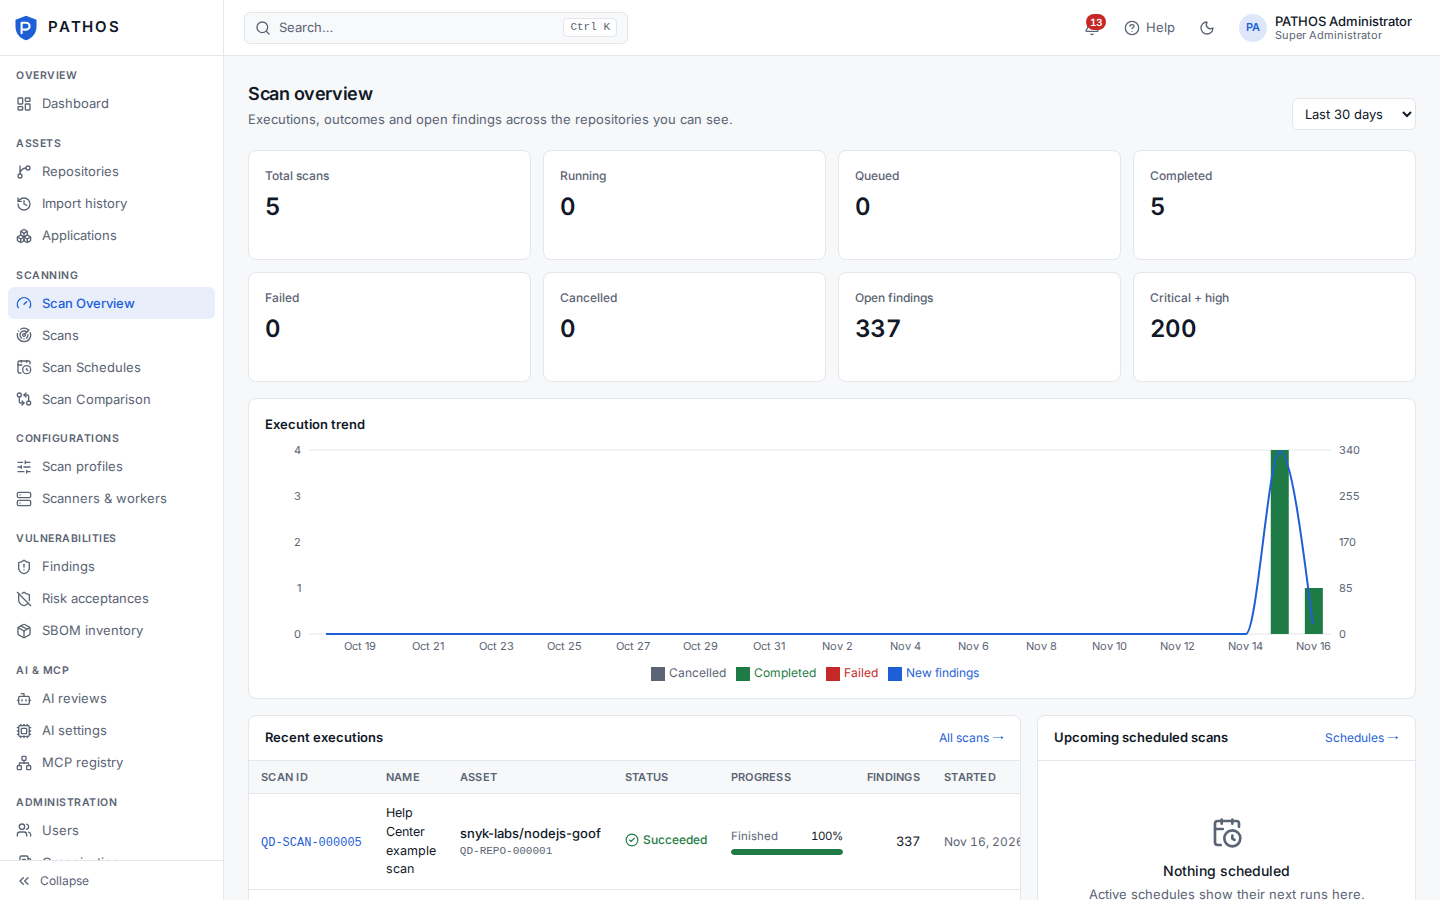 PATHOS
Search...
Ctrl K
13
Help
PA
PATHOS Administrator
Super Administrator
OVERVIEW
Dashboard
ASSETS
Repositories
Import history
Applications
SCANNING
Scan Overview
Scans
Scan Schedules
Scan Comparison
CONFIGURATIONS
Scan profiles
Scanners & workers
VULNERABILITIES
Findings
Risk acceptances
SBOM inventory
AI & MCP
AI reviews
AI settings
MCP registry
ADMINISTRATION
Users
Collapse
Scan overview
Executions, outcomes and open findings across the repositories you can see.
Last 30 days
Total scans
5
Running
0
Queued
0
Completed
5
Failed
0
Cancelled
0
Open findings
337
Critical + high
200
Execution trend
4
3
2
1
0
340
255
170
85
0
Oct 19 Oct 21 Oct 23 Oct 25 Oct 27 Oct 29 Oct 31 Nov 2 Nov 4 Nov 6 Nov 8 Nov 10 Nov 12 Nov 14 Nov 16
Cancelled Completed Failed New findings
Recent executions
All scans →
SCAN ID NAME ASSET STATUS PROGRESS FINDINGS STARTED
QD-SCAN-000005
Help
Center
example
scan
snyk-labs/nodejs-goof
QD-REPO-000001
Succeeded
Finished 100%
337
Nov 16, 2026
Upcoming scheduled scans
Schedules →
Nothing scheduled
Active schedules show their next runs here.